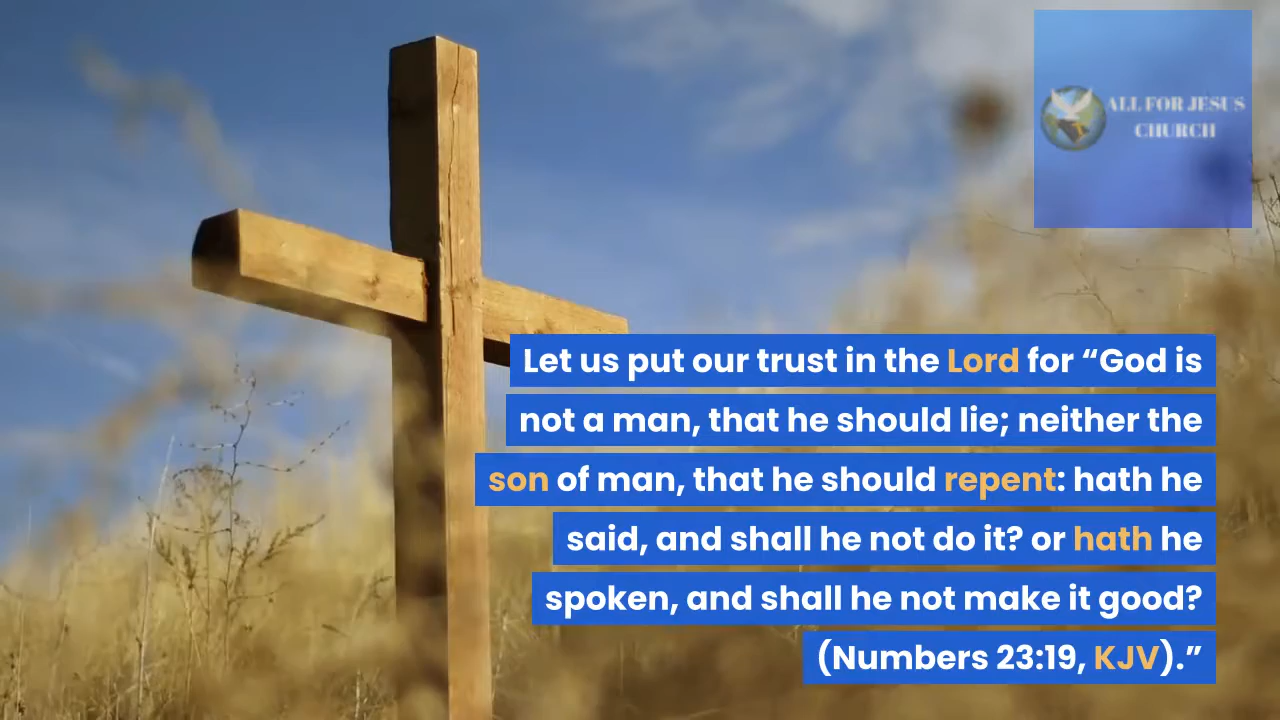 ALL FOR JESUS
CHURCH
Let us put our trust in the Lord for “God is
not a man, that he should lie; neither the
son of man, that he should repent: hath he
said, and shall he not do it? or hath he
spoken, and shall he not make it good?
(Numbers 23:19, KJV).”